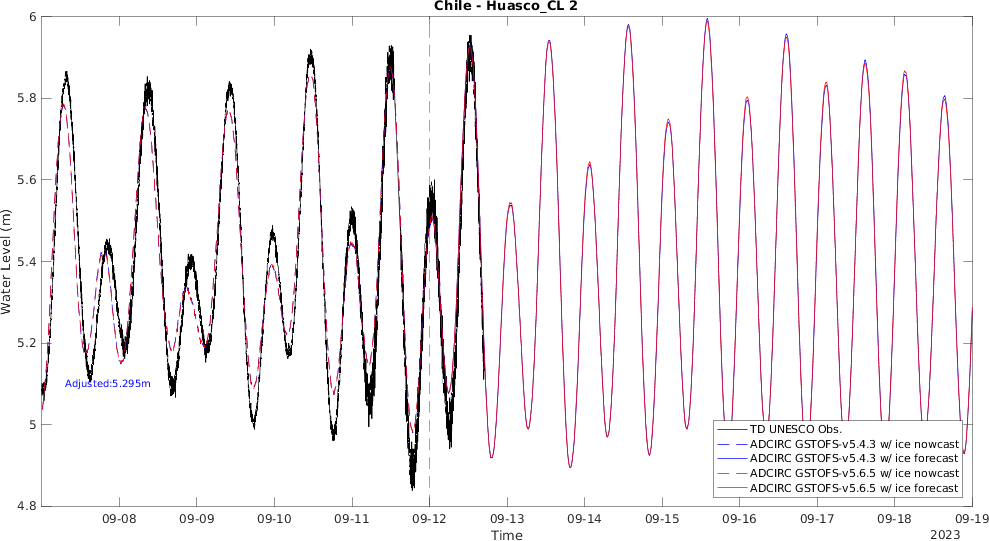 Chile - Huasco_CL 2
6
5.8
5.6
5.4
5.2
5
4.8
Water Level (m)
Adjusted:5.295m
TD UNESCO Obs.
ADCIRC GSTOFS-v5.4.3 w/ ice nowcast
ADCIRC GSTOFS-v5.4.3 w/ ice forecast
ADCIRC GSTOFS-v5.6.5 w/ ice nowcast
ADCIRC GSTOFS-v5.6.5 w/ ice forecast
09-08 09-09 09-10 09-11 09-12 09-13 09-14 09-15 09-16 09-17 09-18 09-19
Time
2023